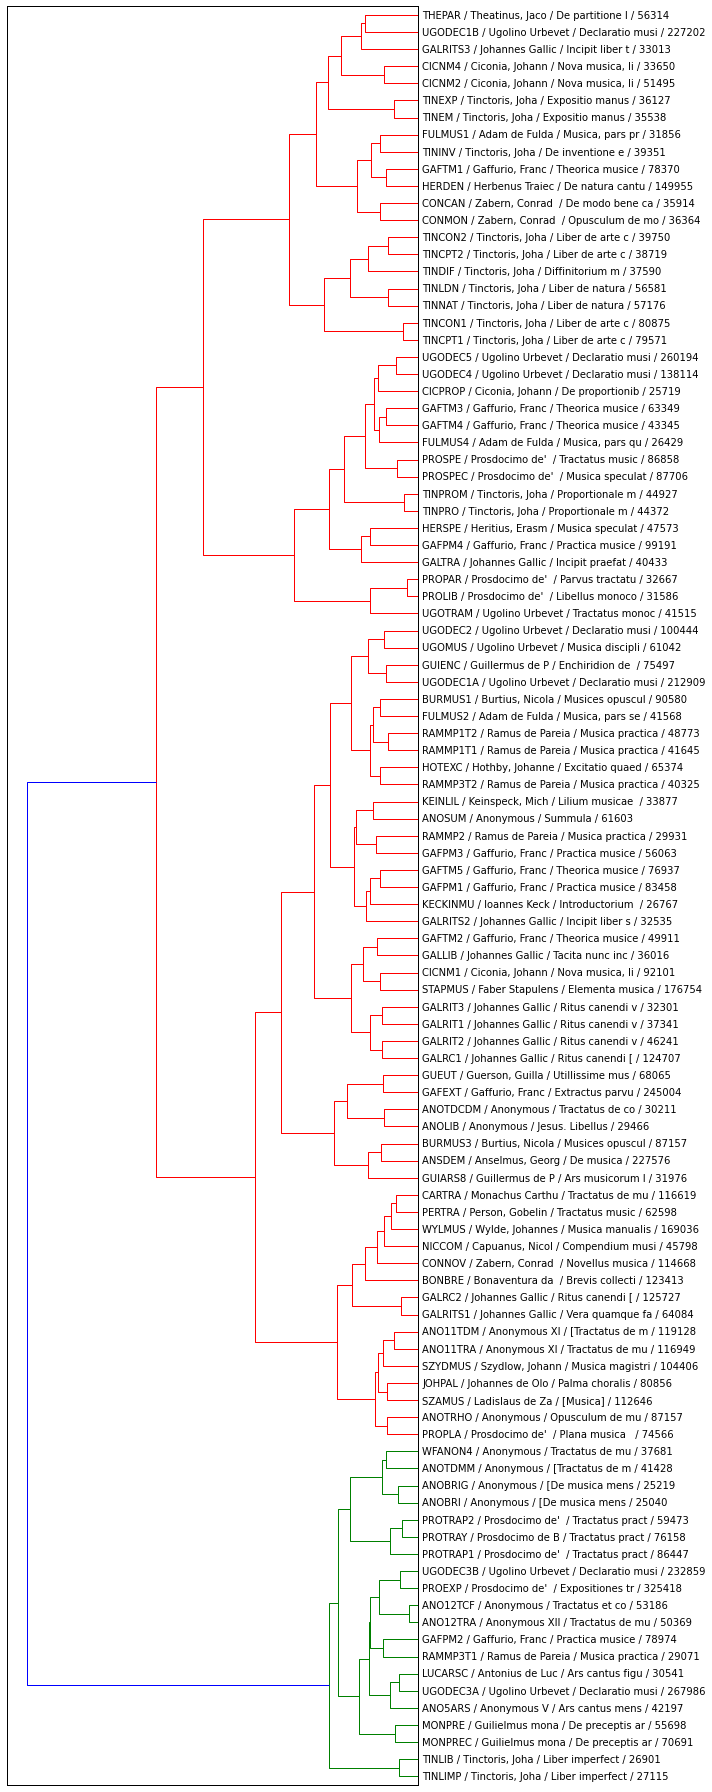 THEPAR / Theatinus, Jaco / De partitione l / 56314
UGODEC1B / Ugolino Urbevet / Declaratio musi / 227202
GALRITS3 / Johannes Gallic / Incipit liber t / 33013
CICNM4 / Ciconia, Johann / Nova musica, li / 33650
CICNM2 / Ciconia, Johann / Nova musica, li / 51495
TINEXP / Tinctoris, Joha / Expositio manus / 36127
TINEM / Tinctoris, Joha / Expositio manus / 35538
FULMUS1 / Adam de Fulda / Musica, pars pr / 31856
TININV / Tinctoris, Joha / De inventione e / 39351
GAFTM1 / Gaffurio, Franc / Theorica musice / 78370
HERDEN / Herbenus Traiec / De natura cantu / 149955
CONCAN / Zabern, Conrad  / De modo bene ca / 35914
CONMON / Zabern, Conrad  / Opusculum de mo / 36364
TINCON2 / Tinctoris, Joha / Liber de arte c / 39750
TINCPT2 / Tinctoris, Joha / Liber de arte c / 38719
TINDIF / Tinctoris, Joha / Diffinitorium m / 37590
TINLDN / Tinctoris, Joha / Liber de natura / 56581
TINNAT / Tinctoris, Joha / Liber de natura / 57176
TINCON1 / Tinctoris, Joha / Liber de arte c / 80875
TINCPT1 / Tinctoris, Joha / Liber de arte c / 79571
UGODEC5 / Ugolino Urbevet / Declaratio musi / 260194
UGODEC4 / Ugolino Urbevet / Declaratio musi / 138114
CICPROP / Ciconia, Johann / De proportionib / 25719
GAFTM3 / Gaffurio, Franc / Theorica musice / 63349
GAFTM4 / Gaffurio, Franc / Theorica musice / 43345
FULMUS4 / Adam de Fulda / Musica, pars qu / 26429
PROSPE / Prosdocimo de'  / Tractatus music / 86858
PROSPEC / Prosdocimo de'  / Musica speculat / 87706
TINPROM / Tinctoris, Joha / Proportionale m / 44927
TINPRO / Tinctoris, Joha / Proportionale m / 44372
HERSPE / Heritius, Erasm / Musica speculat / 47573
GAFPM4 / Gaffurio, Franc / Practica musice / 99191
GALTRA / Johannes Gallic / Incipit praefat / 40433
PROPAR / Prosdocimo de'  / Parvus tractatu / 32667
PROLIB / Prosdocimo de'  / Libellus monoco / 31586
UGOTRAM / Ugolino Urbevet / Tractatus monoc / 41515
UGODEC2 / Ugolino Urbevet / Declaratio musi / 100444
UGOMUS / Ugolino Urbevet / Musica discipli / 61042
GUIENC / Guillermus de P / Enchiridion de  / 75497
UGODEC1A / Ugolino Urbevet / Declaratio musi / 212909
BURMUS1 / Burtius, Nicola / Musices opuscul / 90580
FULMUS2 / Adam de Fulda / Musica, pars se / 41568
RAMMP1T2 / Ramus de Pareia / Musica practica / 48773
RAMMP1T1 / Ramus de Pareia / Musica practica / 41645
HOTEXC / Hothby, Johanne / Excitatio quaed / 65374
RAMMP3T2 / Ramus de Pareia / Musica practica / 40325
KEINLIL / Keinspeck, Mich / Lilium musicae  / 33877
ANOSUM / Anonymous / Summula / 61603
RAMMP2 / Ramus de Pareia / Musica practica / 29931
GAFPM3 / Gaffurio, Franc / Practica musice / 56063
GAFTM5 / Gaffurio, Franc / Theorica musice / 76937
GAFPM1 / Gaffurio, Franc / Practica musice / 83458
KECKINMU / Ioannes Keck / Introductorium  / 26767
GALRITS2 / Johannes Gallic / Incipit liber s / 32535
GAFTM2 / Gaffurio, Franc / Theorica musice / 49911
GALLIB / Johannes Gallic / Tacita nunc inc / 36016
CICNM1 / Ciconia, Johann / Nova musica, li / 92101
STAPMUS / Faber Stapulens / Elementa musica / 176754
GALRIT3 / Johannes Gallic / Ritus canendi v / 32301
GALRIT1 / Johannes Gallic / Ritus canendi v / 37341
GALRIT2 / Johannes Gallic / Ritus canendi v / 46241
GALRC1 / Johannes Gallic / Ritus canendi [ / 124707
GUEUT / Guerson, Guilla / Utillissime mus / 68065
GAFEXT / Gaffurio, Franc / Extractus parvu / 245004
ANOTDCDM / Anonymous / Tractatus de co / 30211
ANOLIB / Anonymous / Jesus. Libellus / 29466
BURMUS3 / Burtius, Nicola / Musices opuscul / 87157
ANSDEM / Anselmus, Georg / De musica / 227576
GUIARS8 / Guillermus de P / Ars musicorum l / 31976
CARTRA / Monachus Carthu / Tractatus de mu / 116619
PERTRA / Person, Gobelin / Tractatus music / 62598
WYLMUS / Wylde, Johannes / Musica manualis / 169036
NICCOM / Capuanus, Nicol / Compendium musi / 45798
CONNOV / Zabern, Conrad  / Novellus musica / 114668
BONBRE / Bonaventura da  / Brevis collecti / 123413
GALRC2 / Johannes Gallic / Ritus canendi [ / 125727
GALRITS1 / Johannes Gallic / Vera quamque fa / 64084
ANO11TDM / Anonymous XI / [Tractatus de m / 119128
ANO11TRA / Anonymous XI / Tractatus de mu / 116949
SZYDMUS / Szydlow, Johann / Musica magistri / 104406
JOHPAL / Johannes de Olo / Palma choralis / 80856
SZAMUS / Ladislaus de Za / [Musica] / 112646
ANOTRHO / Anonymous / Opusculum de mu / 87157
PROPLA / Prosdocimo de'  / Plana musica   / 74566
WFANON4 / Anonymous / Tractatus de mu / 37681
ANOTDMM / Anonymous / [Tractatus de m / 41428
ANOBRIG / Anonymous / [De musica mens / 25219
ANOBRI / Anonymous / [De musica mens / 25040
PROTRAP2 / Prosdocimo de'  / Tractatus pract / 59473
PROTRAY / Prosdocimo de B / Tractatus pract / 76158
PROTRAP1 / Prosdocimo de'  / Tractatus pract / 86447
UGODEC3B / Ugolino Urbevet / Declaratio musi / 232859
PROEXP / Prosdocimo de'  / Expositiones tr / 325418
ANO12TCF / Anonymous / Tractatus et co / 53186
ANO12TRA / Anonymous XII / Tractatus de mu / 50369
GAFPM2 / Gaffurio, Franc / Practica musice / 78974
RAMMP3T1 / Ramus de Pareia / Musica practica / 29071
LUCARSC / Antonius de Luc / Ars cantus figu / 30541
UGODEC3A / Ugolino Urbevet / Declaratio musi / 267986
ANO5ARS / Anonymous V / Ars cantus mens / 42197
MONPRE / Guilielmus mona / De preceptis ar / 55698
MONPREC / Guilielmus mona / De preceptis ar / 70691
TINLIB / Tinctoris, Joha / Liber imperfect / 26901
TINLIMP / Tinctoris, Joha / Liber imperfect / 27115